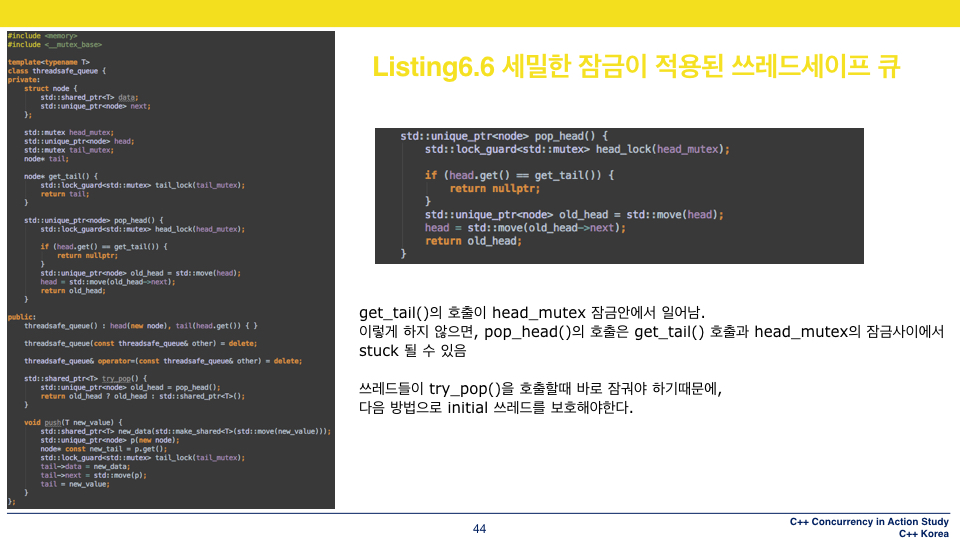 #include <memory>
#include <__mutex_base>
template<typename T>
class threadsafe_queue {
private:
struct node {
std::shared_ptr<T> data;
std::unique_ptr<node> next;
};
std::mutex head_mutex;
std::unique_ptr<node> head;
std::mutex tail_mutex;
node* tail;
node* get_tail() {
std::lock_guard<std::mutex> tail_lock(tail_mutex);
return tail;
}
std::unique_ptr<node> pop_head() {
std::lock_guard<std::mutex> head_lock(head_mutex);
if (head.get() == get_tail()) {
return nullptr;
}
std::unique_ptr<node> old_head = std::move(head);
head = std::move(old_head->next);
return old_head;
}
public:
threadsafe_queue() : head(new node), tail(head.get()) { }
threadsafe_queue(const threadsafe_queue& other) = delete;
threadsafe_queue& operator=(const threadsafe_queue& other) = delete;
std::shared_ptr<T> try_pop() {
std::unique_ptr<node> old_head = pop_head();
return old_head ? old_head : std::shared_ptr<T>();
}
void push(T new_value) {
std::shared_ptr<T> new_data(std::make_shared<T>(std::move(new_value)));
std::unique_ptr<node> p(new node);
node* const new_tail = p.get();
std::lock_guard<std::mutex> tail_lock(tail_mutex);
tail->data = new_data;
tail->next = std::move(p);
tail = new_value;
}
};
Listing6.6 세밀한 잠금이 적용된 쓰레드세이프 큐
std::unique_ptr<node> pop_head() {
std::lock_guard<std::mutex> head_lock(head_mutex);
if (head.get() == get_tail()) {
return nullptr;
}
std::unique_ptr<node> old_head = std::move(head);
head = std::move(old_head->next);
return old_head;
}
get_tail()의 호출이 head_mutex 잠금안에서 일어남.
이렇게 하지 않으면, pop_head()의 호출은 get_tail() 호출과 head_mutex의 잠금사이에서
stuck 될 수 있음
쓰레드들이 try_pop()을 호출할때 바로 잠궈야 하기때문에,
다음 방법으로 initial 쓰레드를 보호해야한다.
44
C++ Concurrency in Action Study
C++ Korea